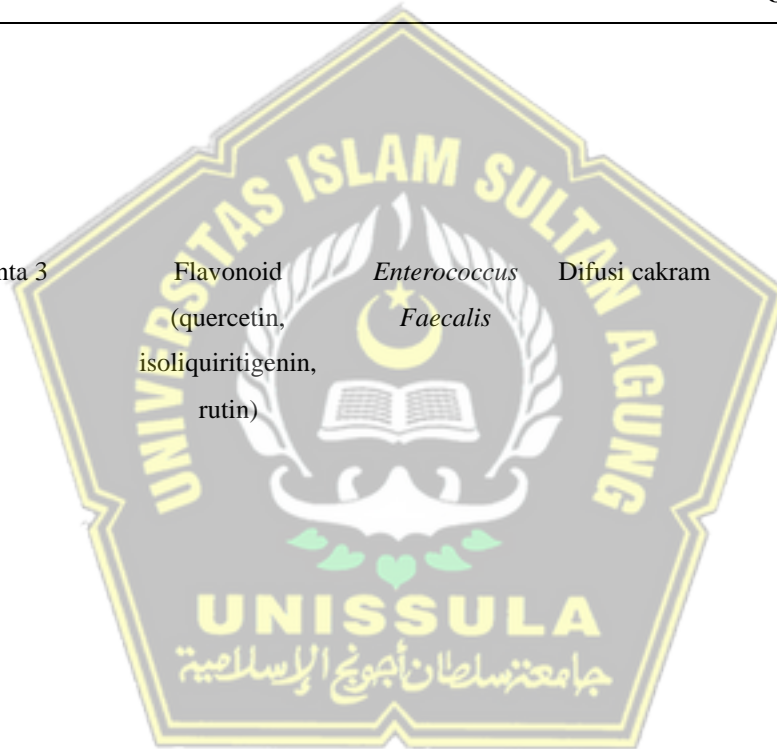 nta 3 Flavonoid Enterococcus Difusi cakram
(quercetin, Faecalis
isoliquiritigenin,
rutin)
UNIVERSITAS ISLAM SULTAN AGUNG
UNISSULA
جامعة سلطان أجونج الإسلامية